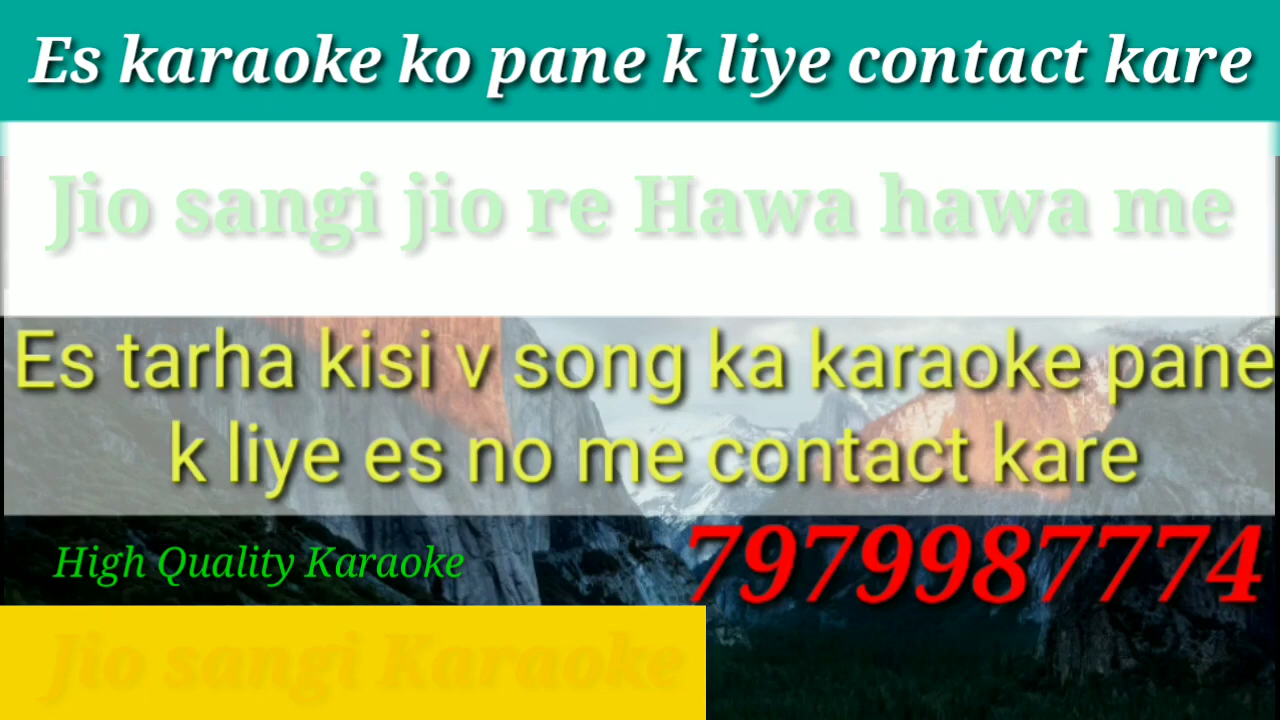 Es karaoke ko pane k liye contact kare
Jio sangi jio re Hawa hawa me
Es tarha kisi v song ka karaoke pane
k liye es no me contact kare
High Quality Karaoke
7979987774
Jio sangi Karaoke